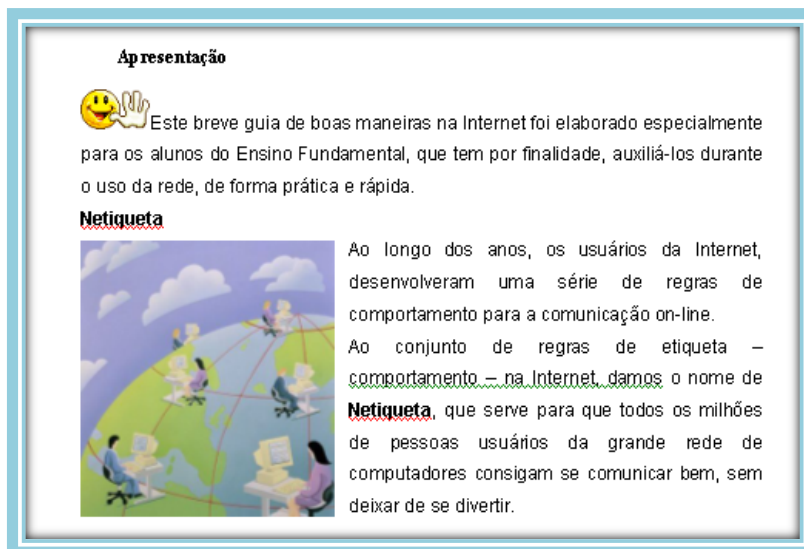 Apresentação
Este breve guia de boas maneiras na Internet foi elaborado especialmente
para os alunos do Ensino Fundamental, que tem por finalidade, auxiliá-los durante
o uso da rede, de forma prática e rápida.
Netiqueta
Ao longo dos anos, os usuários da Internet,
desenvolveram uma série de regras de
comportamento para a comunicação on-line.
Ao conjunto de regras de etiqueta –
comportamento – na Internet, damos o nome de
Netiqueta, que serve para que todos os milhões
de pessoas usuários da grande rede de
computadores consigam se comunicar bem, sem
deixar de se divertir.